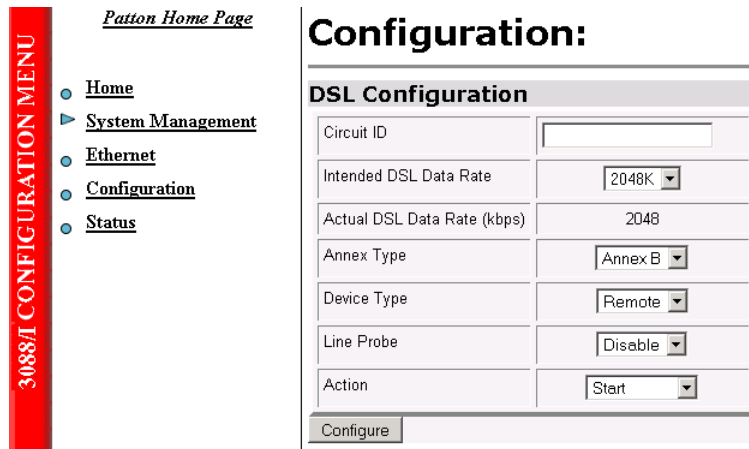 3088/I CONFIGURATION MENU
Patton Home Page
Home
System Management
Ethernet
Configuration
Status
Configuration:
DSL Configuration
Circuit ID
Intended DSL Data Rate 2048K
Actual DSL Data Rate (kbps) 2048
Annex Type Annex B
Device Type Remote
Line Probe Disable
Action Start
Configure